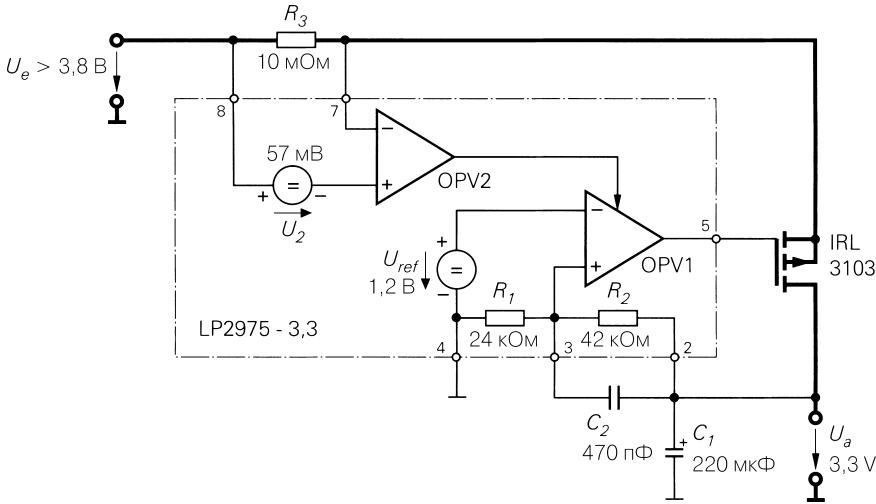 R3
10 мОм
Ue > 3,8 В
8
7
57 мВ
−
+
+
−
U2
OPV2
+
Uref
1,2 В
−
−
+
OPV1
5
IRL
3103
R1
24 кОм
R2
42 кОм
LP2975 - 3,3
4
3
2
C2
470 пФ
+
C1
220 мкФ
Ua
3,3 V
=
=